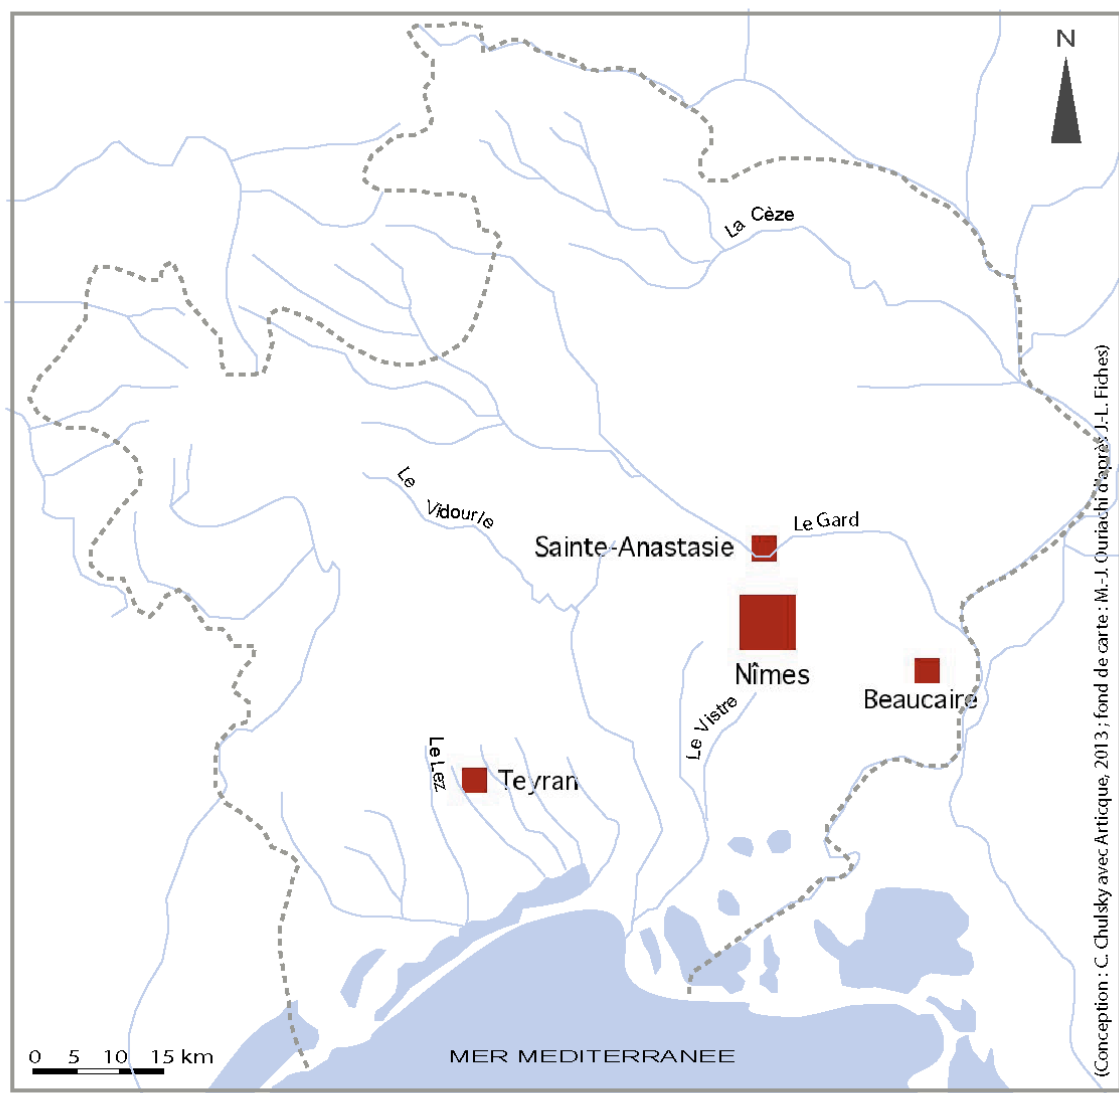 N
La Cèze
Le Vidourle
Le Gard
Sainte-Anastasie
Nîmes
Beaucaire
Le Vistre
Le Lez
Teyran
0 5 10 15 km
MER MEDITERRANEE
(Conception : C. Chulsky avec Articque, 2013 ; fond de carte : M.-J. Ouriachi d'après J.-L. Fiches)